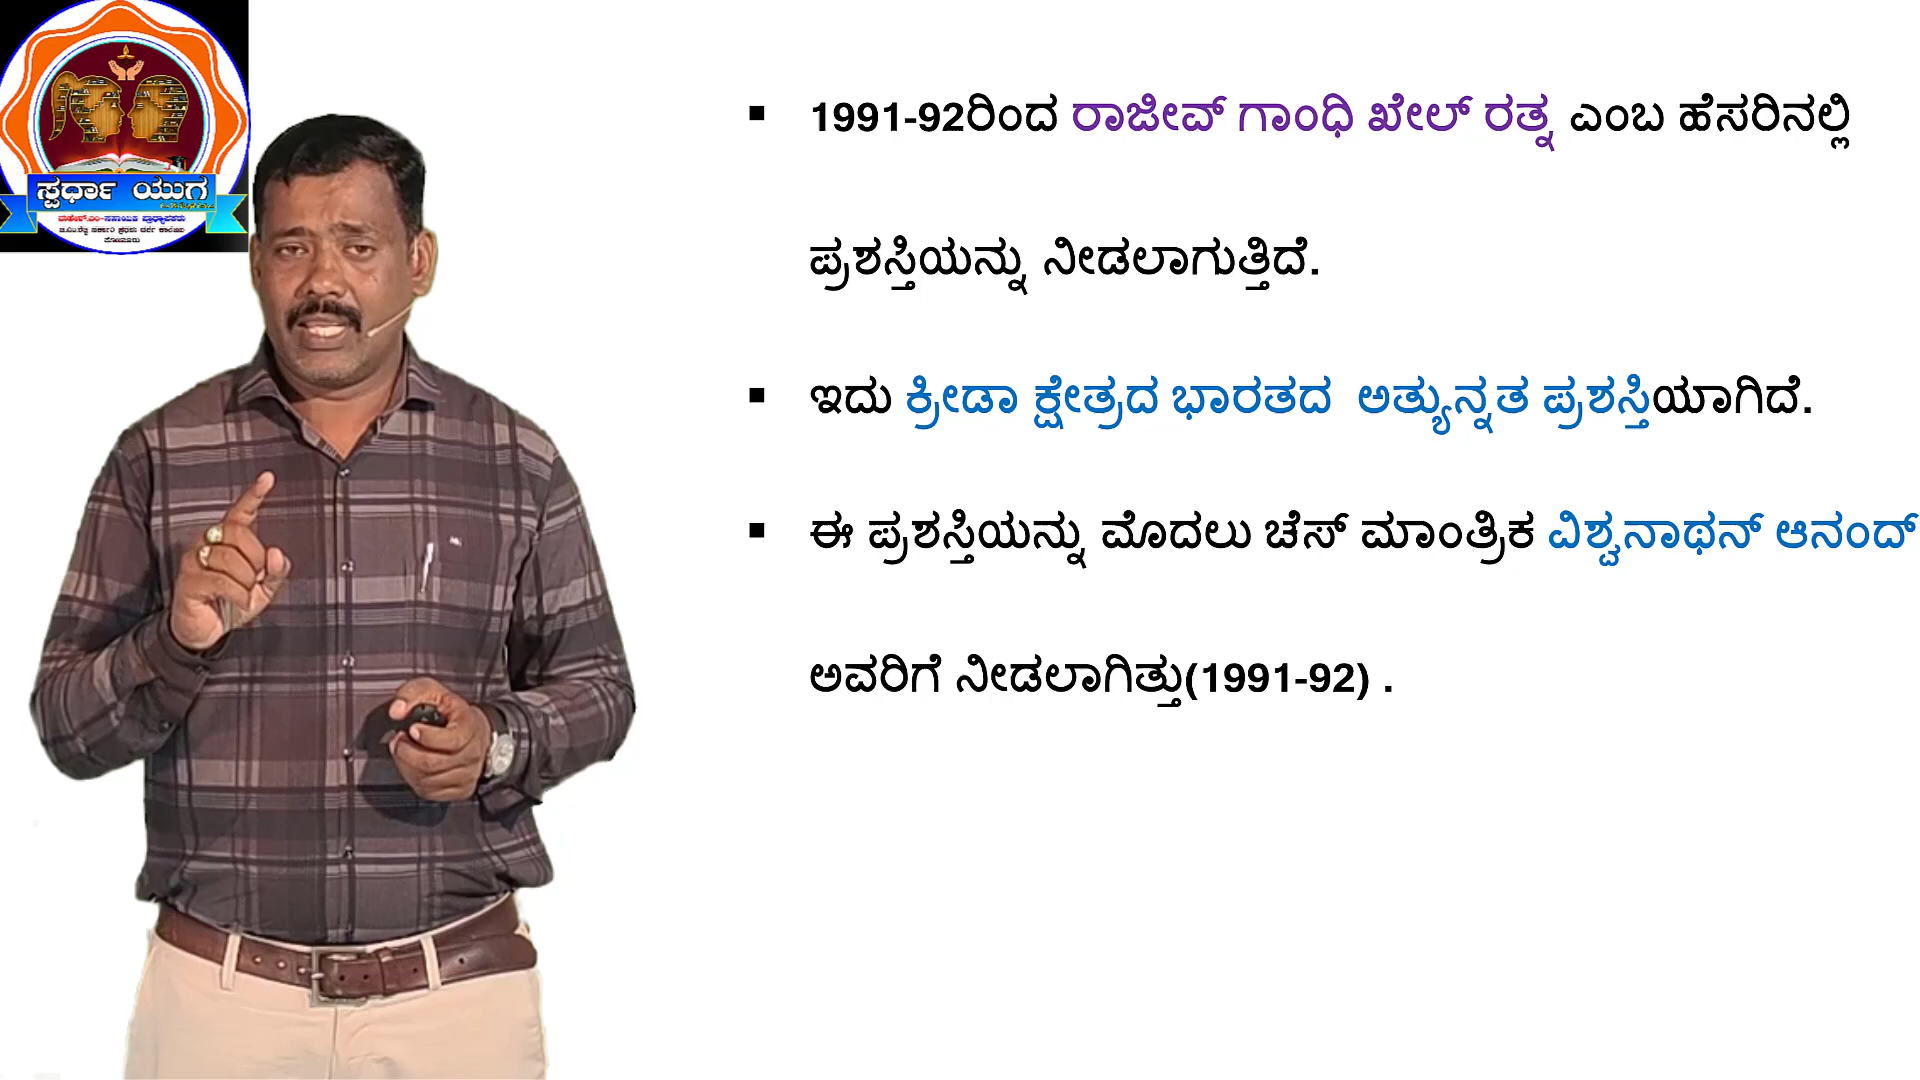 ಸ್ಪರ್ಧಾ ಯುಗ
1991-92ರಿಂದ ರಾಜೀವ್ ಗಾಂಧಿ ಖೇಲ್ ರತ್ನ ಎಂಬ ಹೆಸರಿನಲ್ಲಿ
ಪ್ರಶಸ್ತಿಯನ್ನು ನೀಡಲಾಗುತ್ತಿದೆ.
ಇದು ಕ್ರೀಡಾ ಕ್ಷೇತ್ರದ ಭಾರತದ ಅತ್ಯುನ್ನತ ಪ್ರಶಸ್ತಿಯಾಗಿದೆ.
ಈ ಪ್ರಶಸ್ತಿಯನ್ನು ಮೊದಲು ಚೆಸ್ ಮಾಂತ್ರಿಕ ವಿಶ್ವನಾಥನ್ ಆನಂದ್
ಅವರಿಗೆ ನೀಡಲಾಗಿತ್ತು(1991-92) .